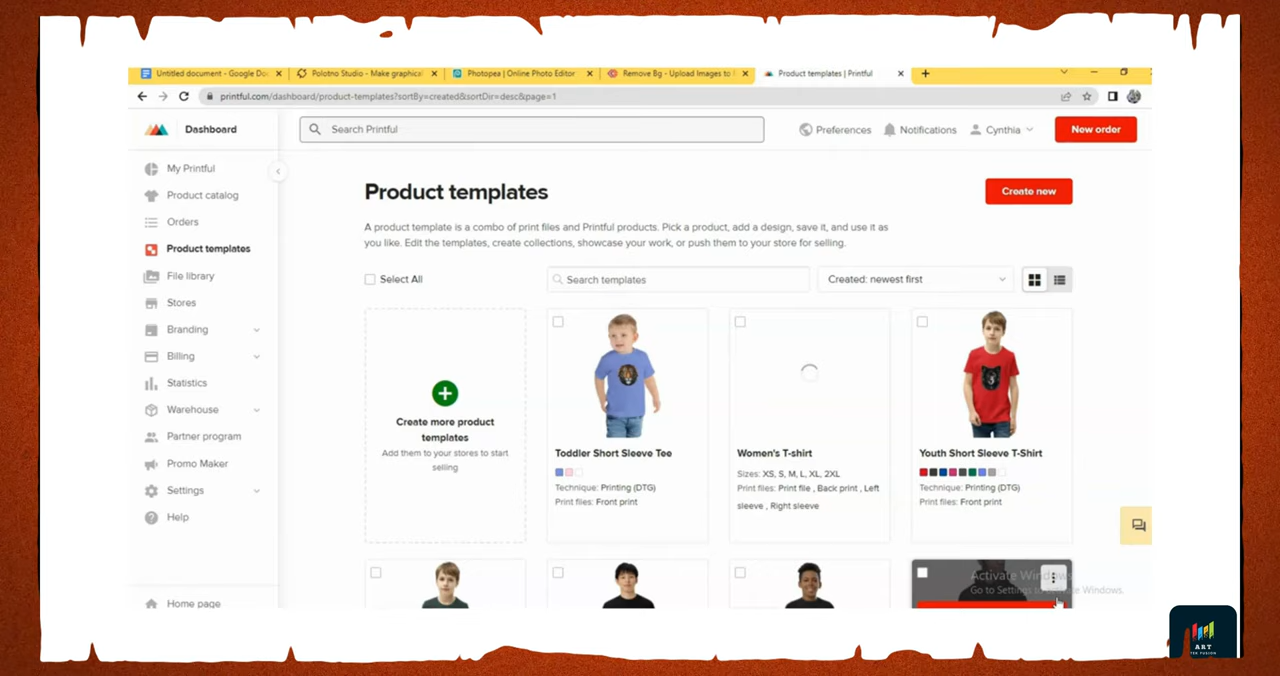 Untitled document - Google Do
Polotno Studio - Make graphical
Photopea | Online Photo Editor
Remove Bg - Upload Images to
Product templates | Printful
printful.com/dashboard/product-templates?sortBy=created&sortDir=desc&page=1
Dashboard
Search Printful
Preferences
Notifications
Cynthia
New order
My Printful
Product catalog
Orders
Product templates
File library
Stores
Branding
Billing
Statistics
Warehouse
Partner program
Promo Maker
Settings
Help
Home page
Product templates
Create new
A product template is a combo of print files and Printful products. Pick a product, add a design, save it, and use it as
you like. Edit the templates, create collections, showcase your work, or push them to your store for selling.
Select All
Search templates
Created: newest first
Create more product
templates
Add them to your stores to start
selling
Toddler Short Sleeve Tee
Technique: Printing (DTG)
Print files: Front print
Women's T-shirt
Sizes: XS, S, M, L, XL, 2XL
Print files: Print file , Back print , Left
sleeve , Right sleeve
Youth Short Sleeve T-Shirt
Technique: Printing (DTG)
Print files: Front print
Activate Windows
Go to Settings to activate Windows.
ART